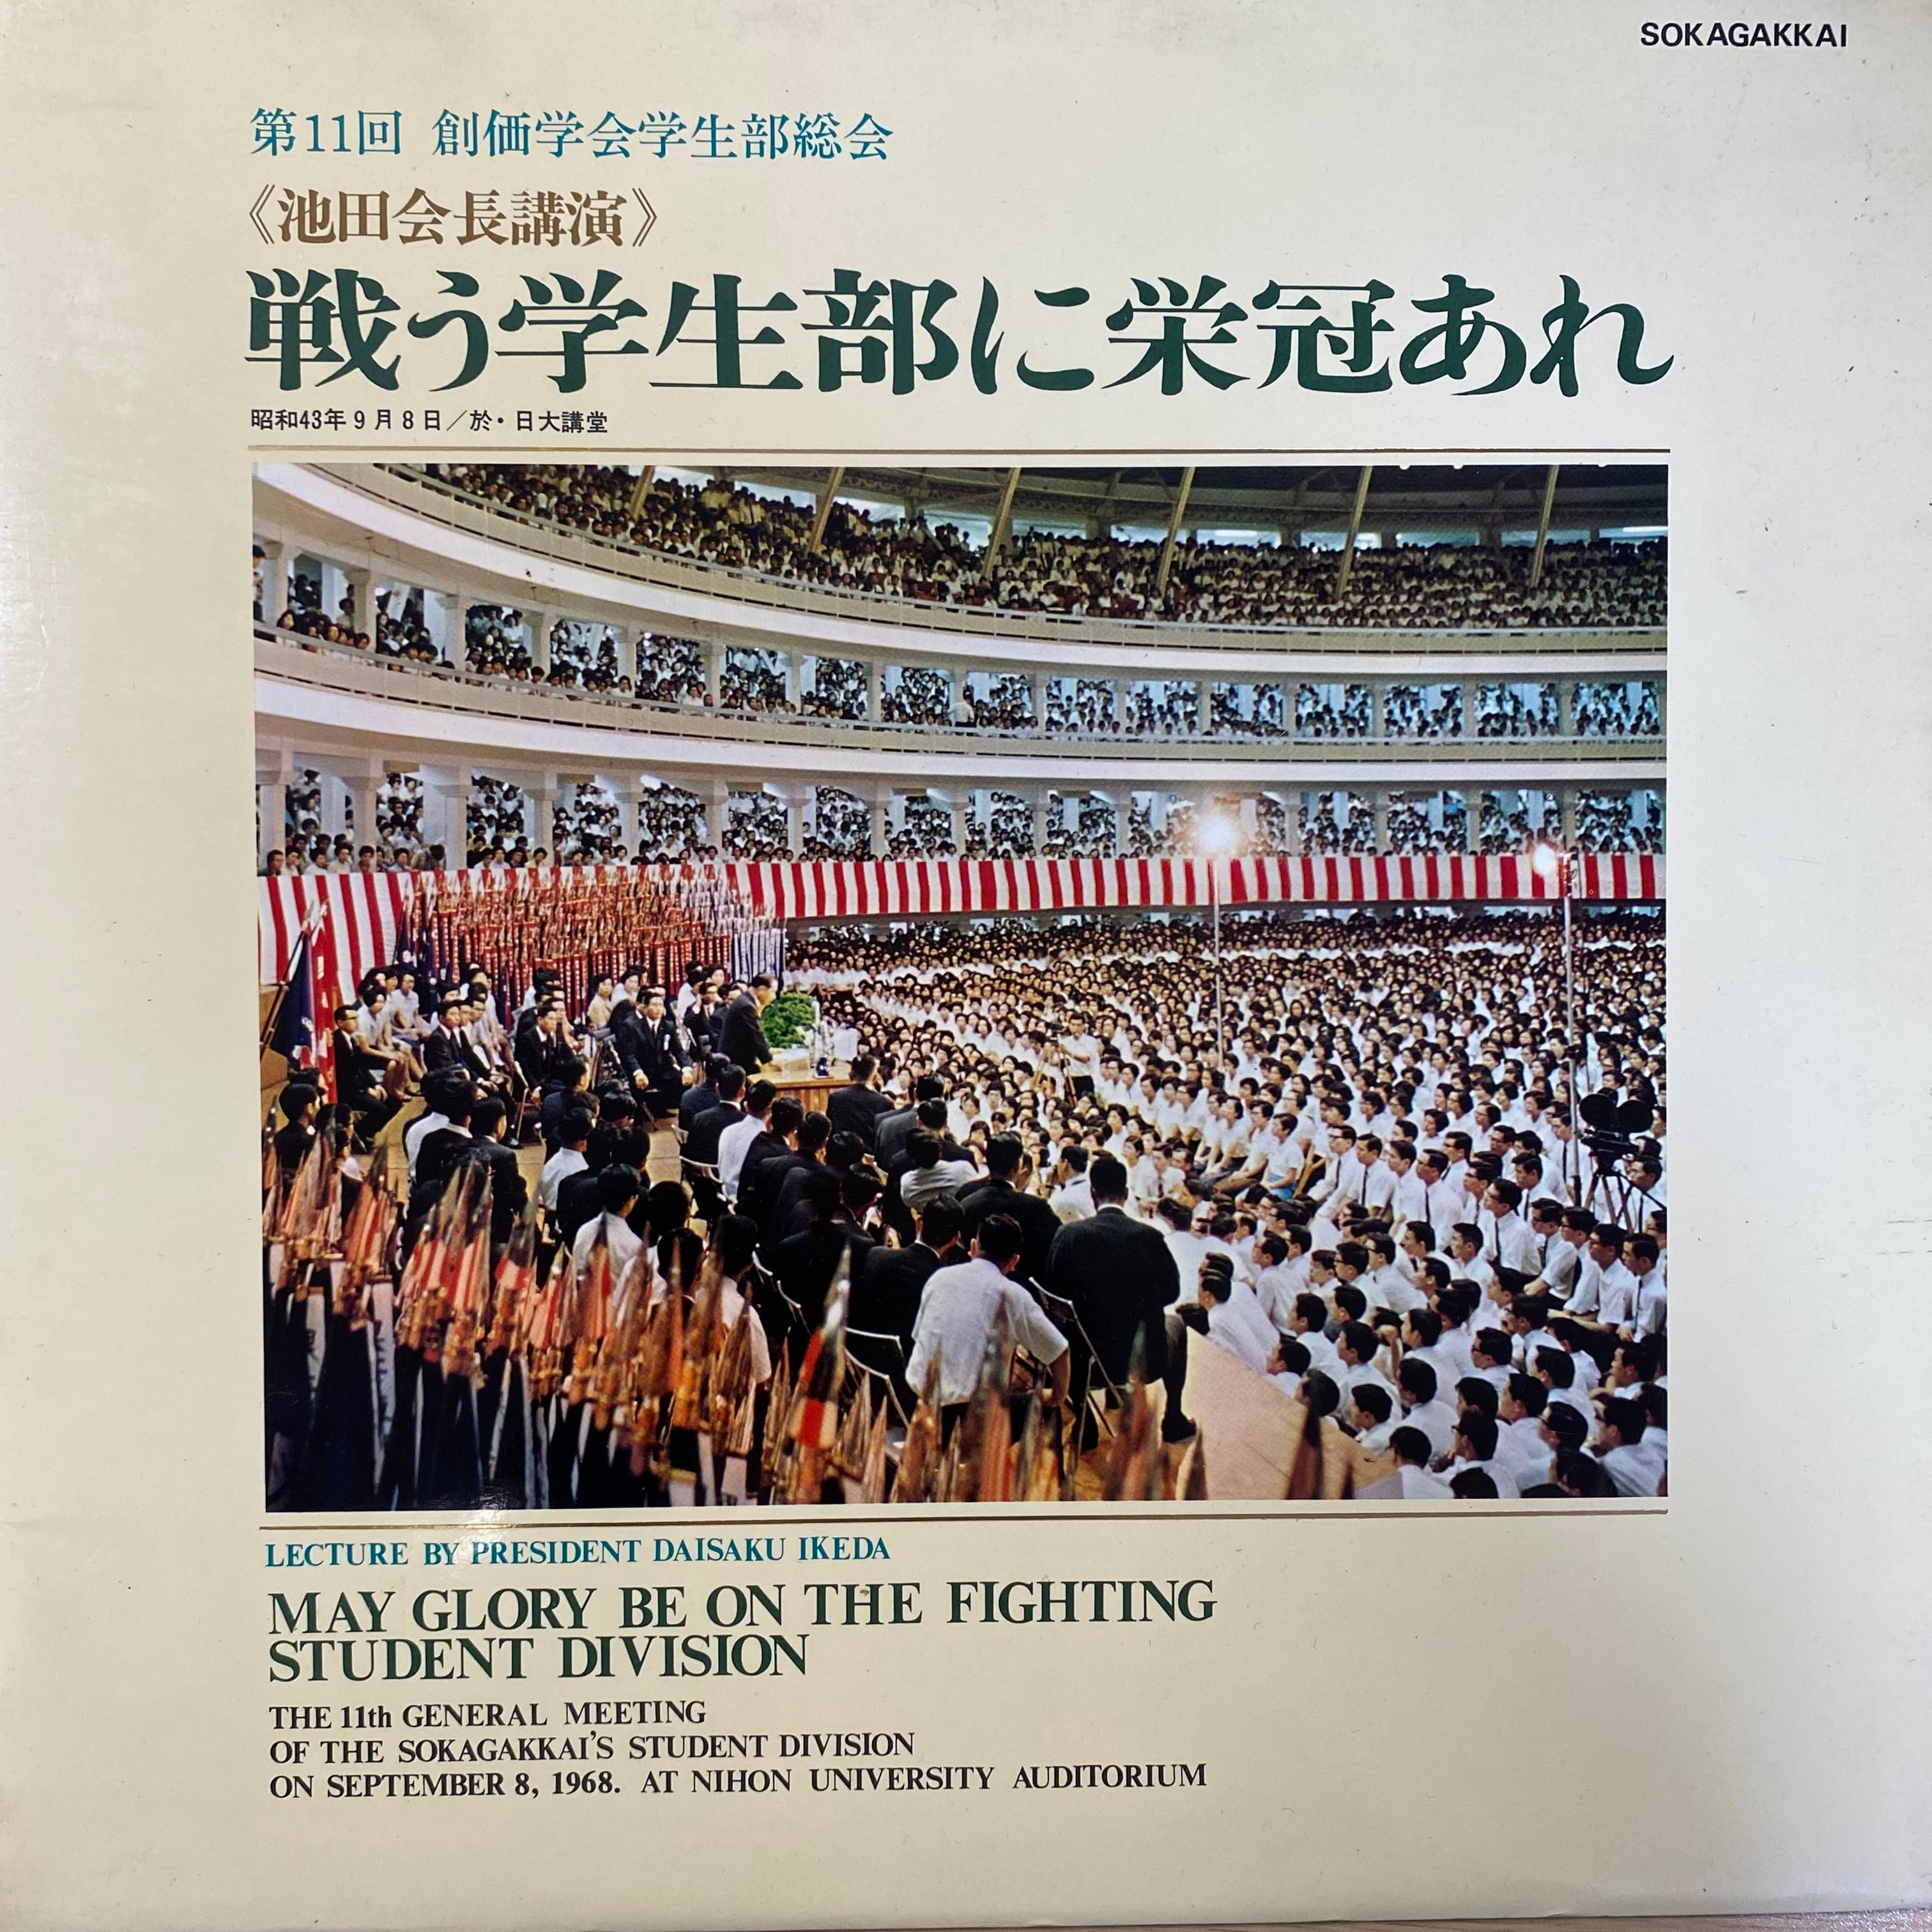 SOKAGAKKAI
第11回 創価学会学生部総会
《池田会長講演》
戦う学生部に栄冠あれ
昭和43年9月8日／於・日大講堂
LECTURE BY PRESIDENT DAISAKU IKEDA
MAY GLORY BE ON THE FIGHTING
STUDENT DIVISION
THE 11th GENERAL MEETING
OF THE SOKAGAKKAI'S STUDENT DIVISION
ON SEPTEMBER 8, 1968. AT NIHON UNIVERSITY AUDITORIUM